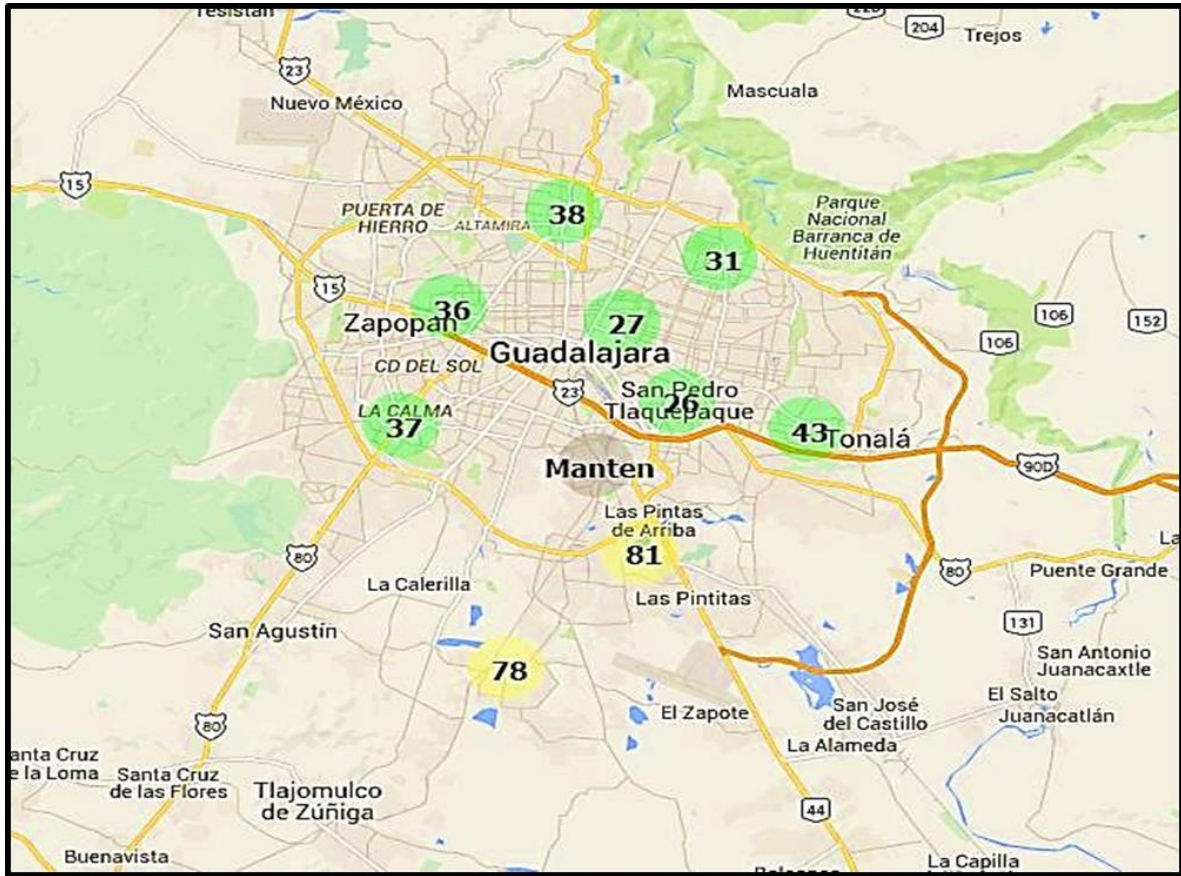 Tesistán
204
Trejos
23
Nuevo México
Mascuala
15
PUERTA DE
HIERRO
ALTAMIRA
38
Parque
Nacional
Barranca de
Huentitán
31
15
36
Zapopan
27
106
152
106
Guadalajara
CD DEL SOL
23
San Pedro
Tlaquepaque
26
LA CALMA
37
43
Tonalá
Manten
90D
Las Pintas
de Arriba
81
La
80
80
Puente Grande
La Calerilla
Las Pintitas
131
San Agustín
San Antonio
Juanacaxtle
78
El Salto
Juanacatlán
El Zapote
San José
del Castillo
80
La Alameda
anta Cruz
e la Loma
Santa Cruz
de las Flores
Tlajomulco
de Zúñiga
44
Buenavista
La Capilla